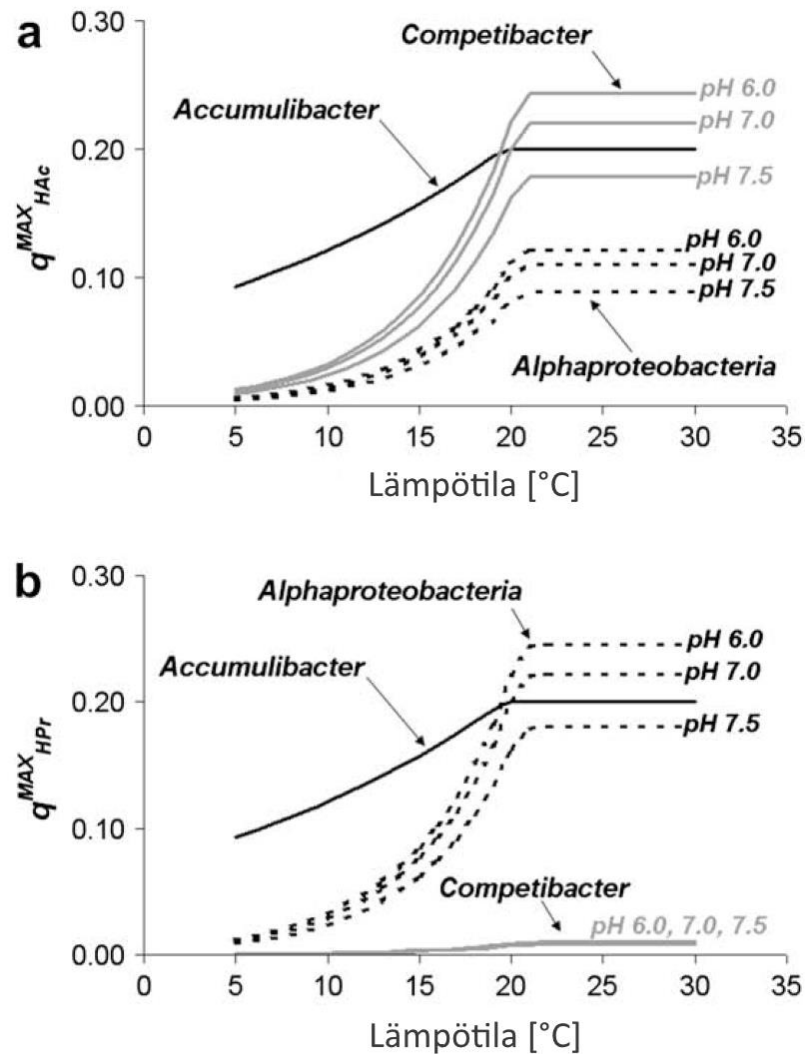 a
0.30
Competibacter
pH 6.0
Accumulibacter
pH 7.0
0.20
pH 7.5
q^MAX_HAc
pH 6.0
pH 7.0
0.10
pH 7.5
Alphaproteobacteria
0.00
0 5 10 15 20 25 30 35
Lämpötila [°C]
b
0.30
Alphaproteobacteria
pH 6.0
Accumulibacter
pH 7.0
0.20
pH 7.5
q^MAX_HPr
0.10
Competibacter
pH 6.0, 7.0, 7.5
0.00
0 5 10 15 20 25 30 35
Lämpötila [°C]